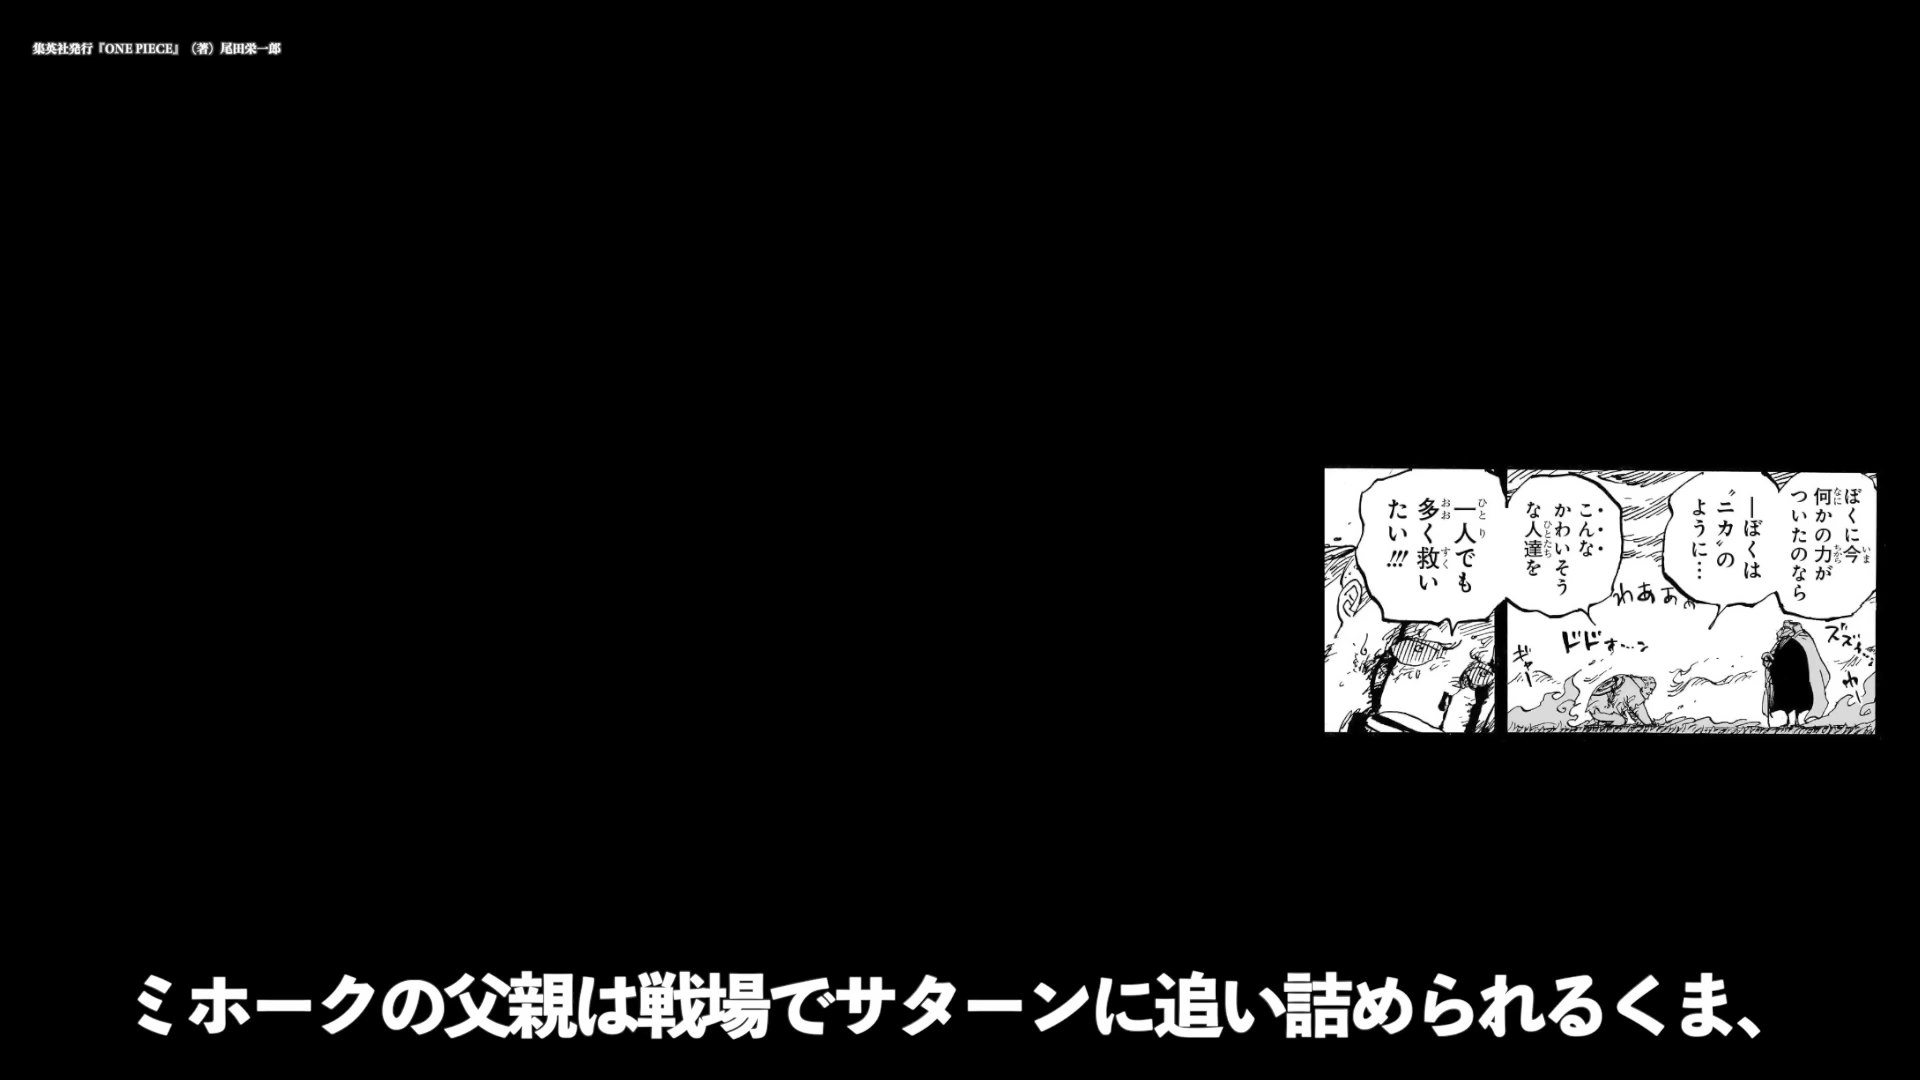 集英社発行『ONE PIECE』（著）尾田栄一郎
ぼくに今
何かの力が
ついたのなら
―ぼくは
〝ニカ〟の
ように…
こんな
かわいそう
な人達を
一人でも
多く救い
たい!!!
わああぁ
ズズ…
ドドす…ン
ギャー
わー
ミホークの父親は戦場でサターンに追い詰められるくま、